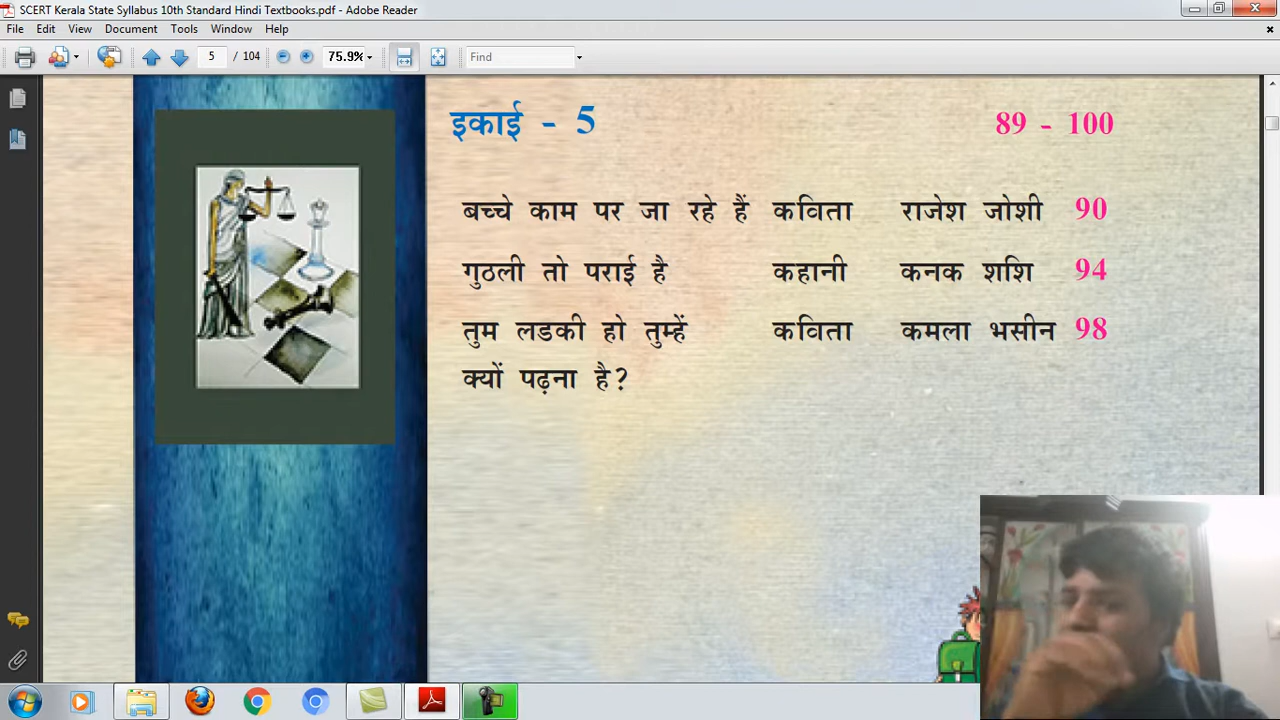 SCERT Kerala State Syllabus 10th Standard Hindi Textbooks.pdf - Adobe Reader
File Edit View Document Tools Window Help
5 / 104 75.9% Find
इकाई - 5 89 - 100
बच्चे काम पर जा रहे हैं कविता राजेश जोशी 90
गुठली तो पराई है कहानी कनक शशि 94
तुम लडकी हो तुम्हें कविता कमला भसीन 98
क्यों पढ़ना है?